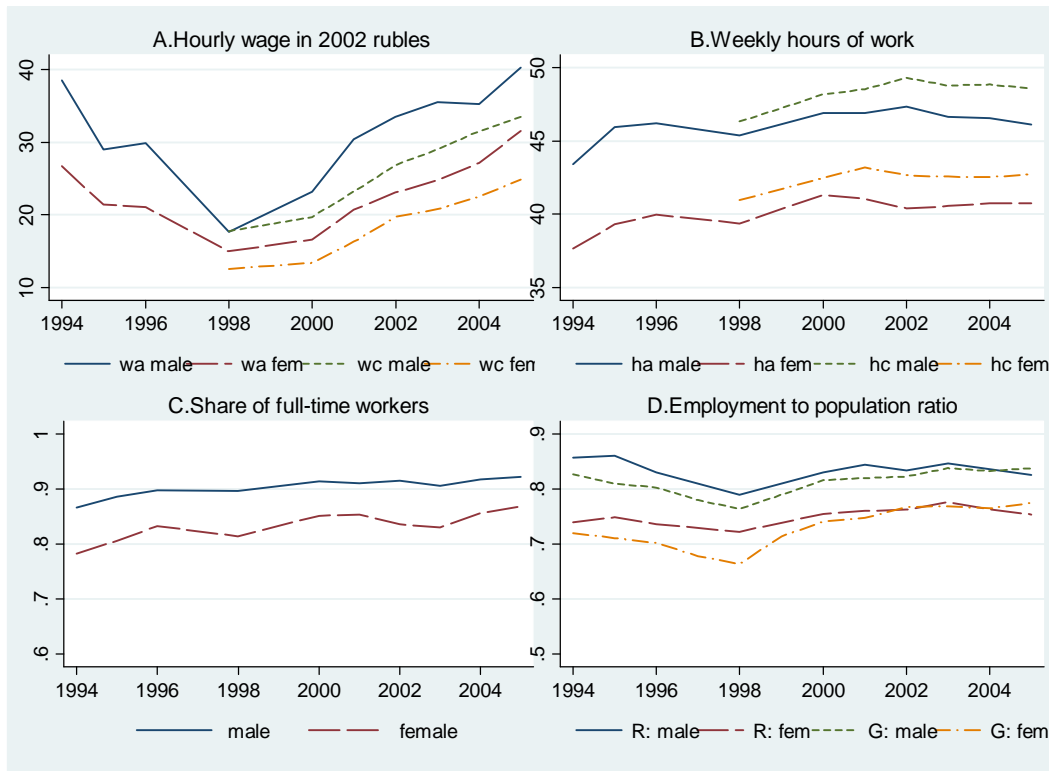 A.Hourly wage in 2002 rubles
40
30
20
10
1994 1996 1998 2000 2002 2004
wa male wa fem wc male wc fem
B.Weekly hours of work
50
45
40
35
1994 1996 1998 2000 2002 2004
ha male ha fem hc male hc fem
C.Share of full-time workers
1
.9
.8
.7
.6
1994 1996 1998 2000 2002 2004
male female
D.Employment to population ratio
.9
.8
.7
.6
.5
1994 1996 1998 2000 2002 2004
R: male R: fem G: male G: fem